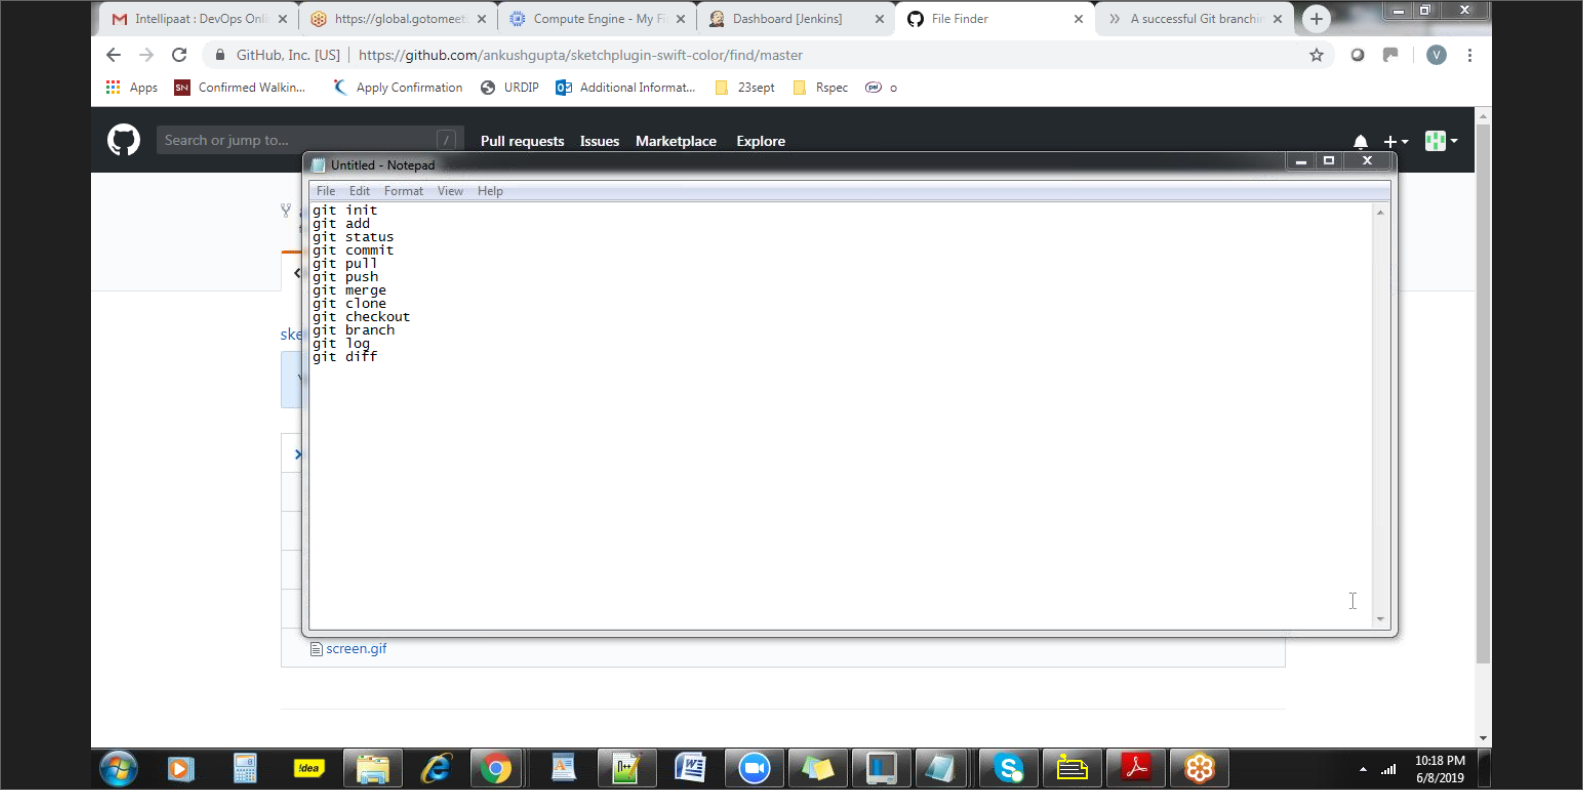 Intellipaat : DevOps Onli
https://global.gotomeet
Compute Engine - My Fi
Dashboard [Jenkins]
File Finder
A successful Git branchi
GitHub, Inc. [US] | https://github.com/ankushgupta/sketchplugin-swift-color/find/master
Apps
SN Confirmed Walkin...
Apply Confirmation
URDIP
Additional Informat...
23sept
Rspec
o
Search or jump to...
/
Pull requests
Issues
Marketplace
Explore
Untitled - Notepad
File Edit Format View Help
git init
git add
git status
git commit
git pull
git push
git merge
git clone
git checkout
git branch
git log
git diff
ske
screen.gif
!dea
10:18 PM
6/8/2019